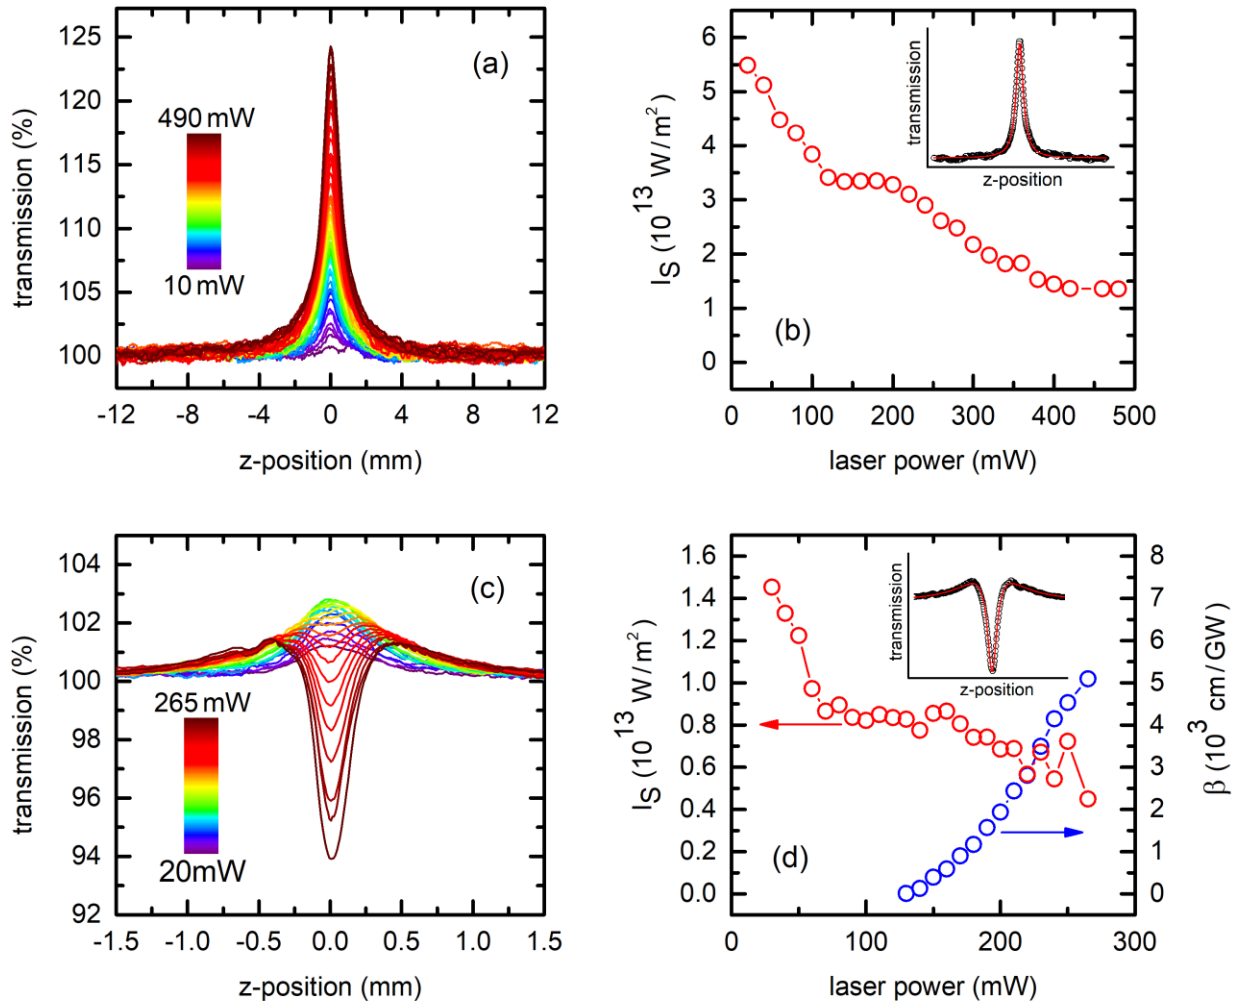 (a)
125
120
115
110
105
100
transmission (%)
490 mW
10 mW
-12 -8 -4 0 4 8 12
z-position (mm)
(b)
6
5
4
3
2
1
0
I_S (10^13 W/m^2)
transmission
z-position
0 100 200 300 400 500
laser power (mW)
(c)
104
102
100
98
96
94
92
transmission (%)
265 mW
20mW
-1.5 -1.0 -0.5 0.0 0.5 1.0 1.5
z-position (mm)
(d)
1.6
1.4
1.2
1.0
0.8
0.6
0.4
0.2
0.0
I_S (10^13 W/m^2)
transmission
z-position
8
7
6
5
4
3
2
1
0
β (10^3 cm/GW)
0 100 200 300
laser power (mW)